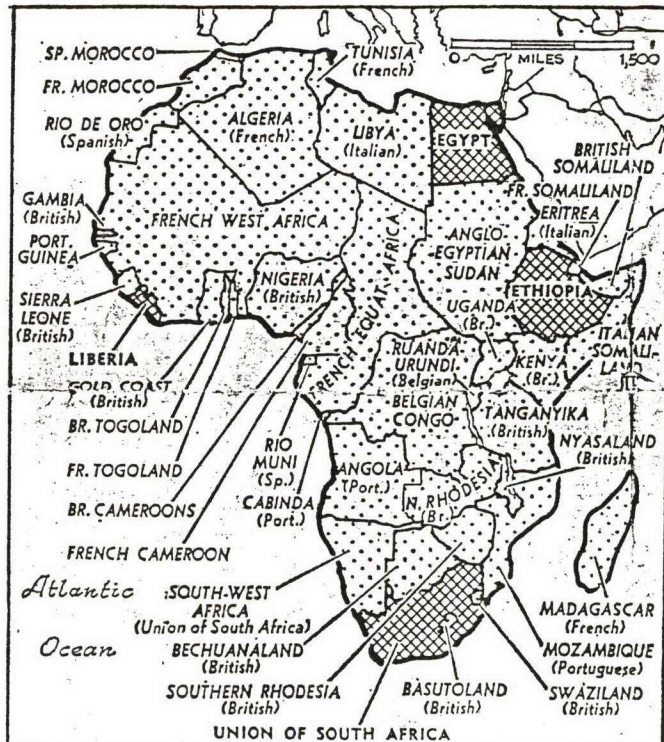 SP. MOROCCO
TUNISIA
(French)
0 MILES 1,500
FR. MOROCCO
RIO DE ORO
(Spanish)
ALGERIA
(French)
LIBYA
(Italian)
EGYPT
BRITISH
SOMALILAND
FR. SOMALILAND
ERITREA
(Italian)
GAMBIA
(British)
PORT.
GUINEA
FRENCH WEST AFRICA
FRENCH EQUAT. AFRICA
ANGLO
EGYPTIAN
SUDAN
NIGERIA
(British)
UGANDA
(Br.)
ETHIOPIA
SIERRA
LEONE
(British)
LIBERIA
GOLD COAST
(British)
RUANDA
URUNDI
(Belgian)
KENYA
(Br.)
ITALIAN
SOMALI-
LAND
BELGIAN
CONGO
TANGANYIKA
(British)
BR. TOGOLAND
FR. TOGOLAND
RIO
MUNI
(Sp.)
NYASALAND
(British)
ANGOLA
(Port.)
N. RHODESIA
(Br.)
BR. CAMEROONS
CABINDA
(Port.)
FRENCH CAMEROON
Atlantic
Ocean
SOUTH-WEST
AFRICA
(Union of South Africa)
MADAGASCAR
(French)
BECHUANALAND
(British)
MOZAMBIQUE
(Portuguese)
SOUTHERN RHODESIA
(British)
BASUTOLAND
(British)
SWAZILAND
(British)
UNION OF SOUTH AFRICA